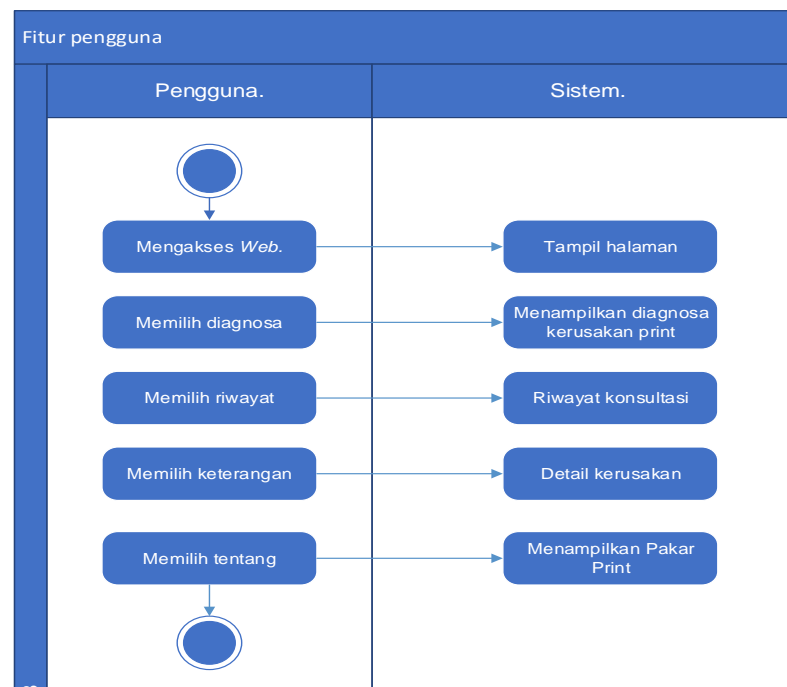 Fitur pengguna
Pengguna.
Sistem.
Mengakses Web.
Tampil halaman
Memilih diagnosa
Menampilkan diagnosa
kerusakan print
Memilih riwayat
Riwayat konsultasi
Memilih keterangan
Detail kerusakan
Memilih tentang
Menampilkan Pakar
Print